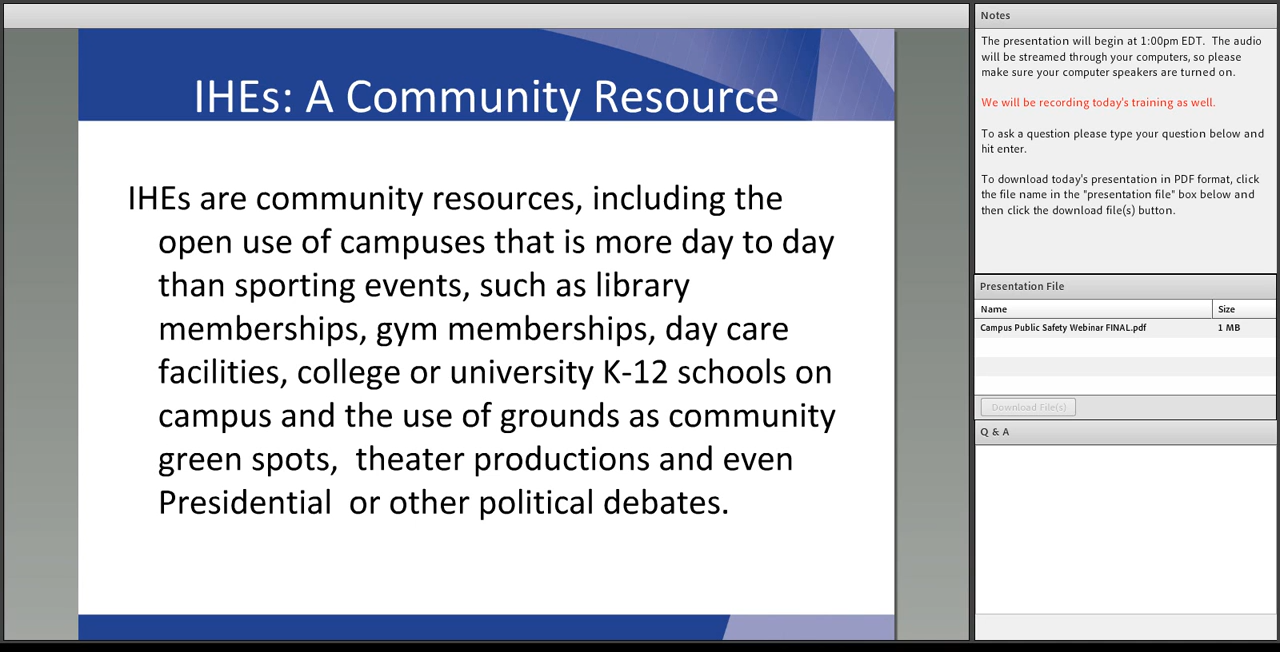 IHEs: A Community Resource
IHEs are community resources, including the
open use of campuses that is more day to day
than sporting events, such as library
memberships, gym memberships, day care
facilities, college or university K-12 schools on
campus and the use of grounds as community
green spots,  theater productions and even
Presidential  or other political debates.
Notes
The presentation will begin at 1:00pm EDT.  The audio
will be streamed through your computers, so please
make sure your computer speakers are turned on.
We will be recording today's training as well.
To ask a question please type your question below and
hit enter.
To download today's presentation in PDF format, click
the file name in the "presentation file" box below and
then click the download file(s) button.
Presentation File
Name Size
Campus Public Safety Webinar FINAL.pdf 1 MB
Download File(s)
Q & A